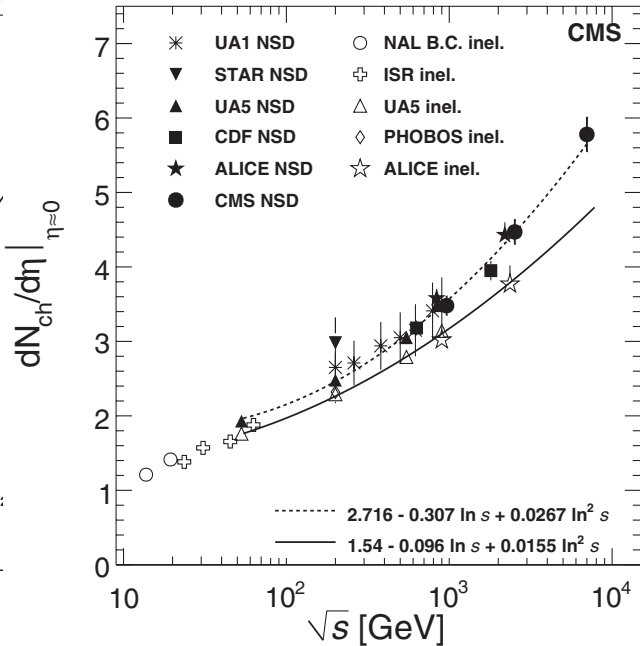 CMS
7
6
5
4
3
2
1
0
dN_ch/dη|η≈0
UA1 NSD
STAR NSD
UA5 NSD
CDF NSD
ALICE NSD
CMS NSD
NAL B.C. inel.
ISR inel.
UA5 inel.
PHOBOS inel.
ALICE inel.
2.716 - 0.307 ln s + 0.0267 ln² s
1.54 - 0.096 ln s + 0.0155 ln² s
10 10² 10³ 10⁴
√s [GeV]